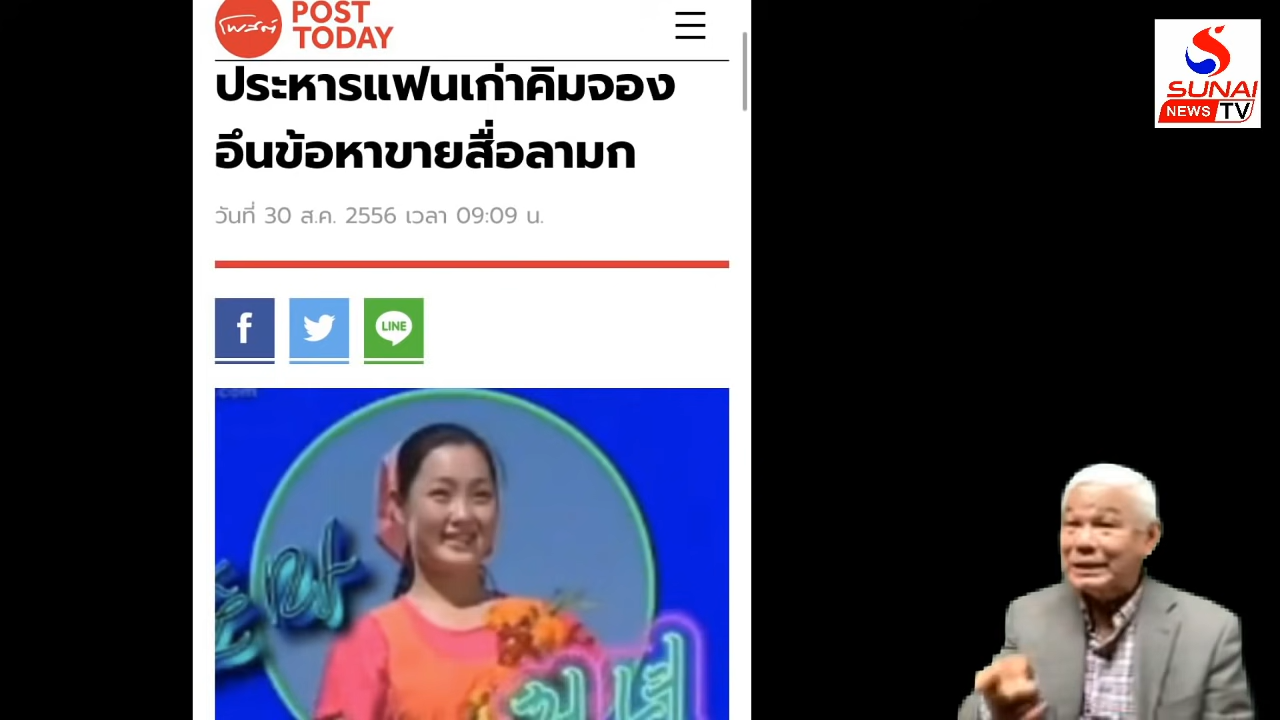 โพสต์
POST
TODAY
ประหารแฟนเก่าคิมจอง
อึนข้อหาขายสื่อลามก
วันที่ 30 ส.ค. 2556 เวลา 09:09 น.
f
LINE
.com
SUNAI
NEWS TV